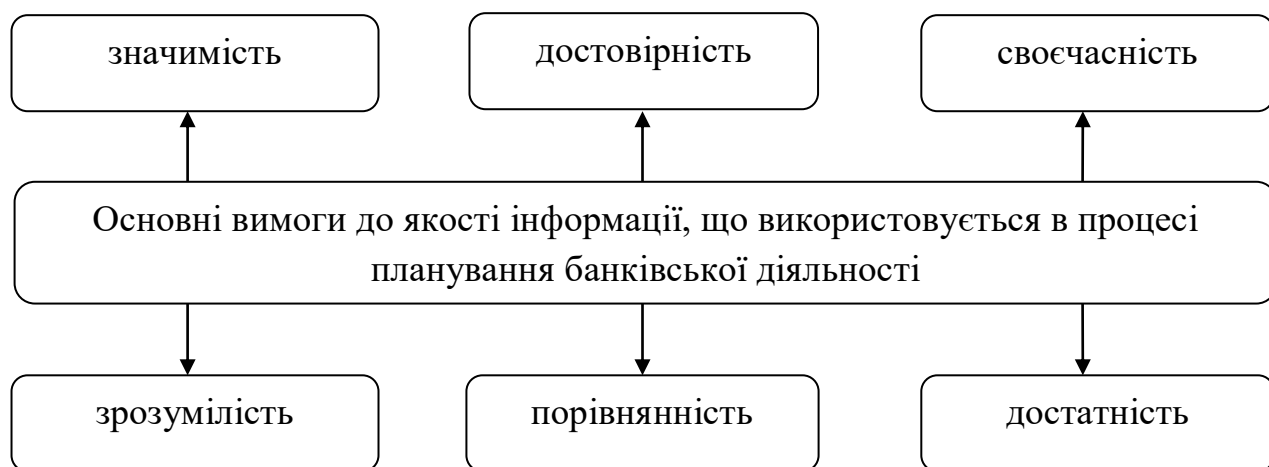 значимість
достовірність
своєчасність
Основні вимоги до якості інформації, що використовується в процесі
планування банківської діяльності
зрозумілість
порівнянність
достатність